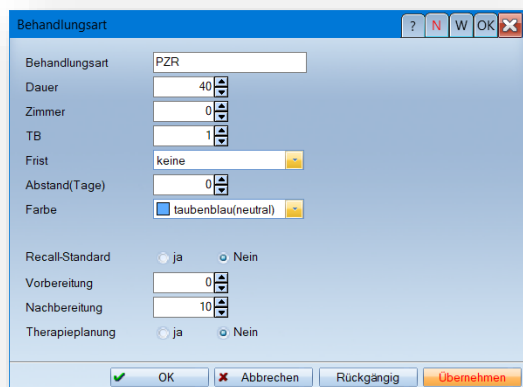 Behandlungsart ? N W OK
Behandlungsart PZR
Dauer 40
Zimmer 0
TB 1
Frist keine
Abstand(Tage) 0
Farbe taubenblau(neutral)
Recall-Standard ja Nein
Vorbereitung 0
Nachbereitung 10
Therapieplanung ja Nein
OK Abbrechen Rückgängig Übernehmen